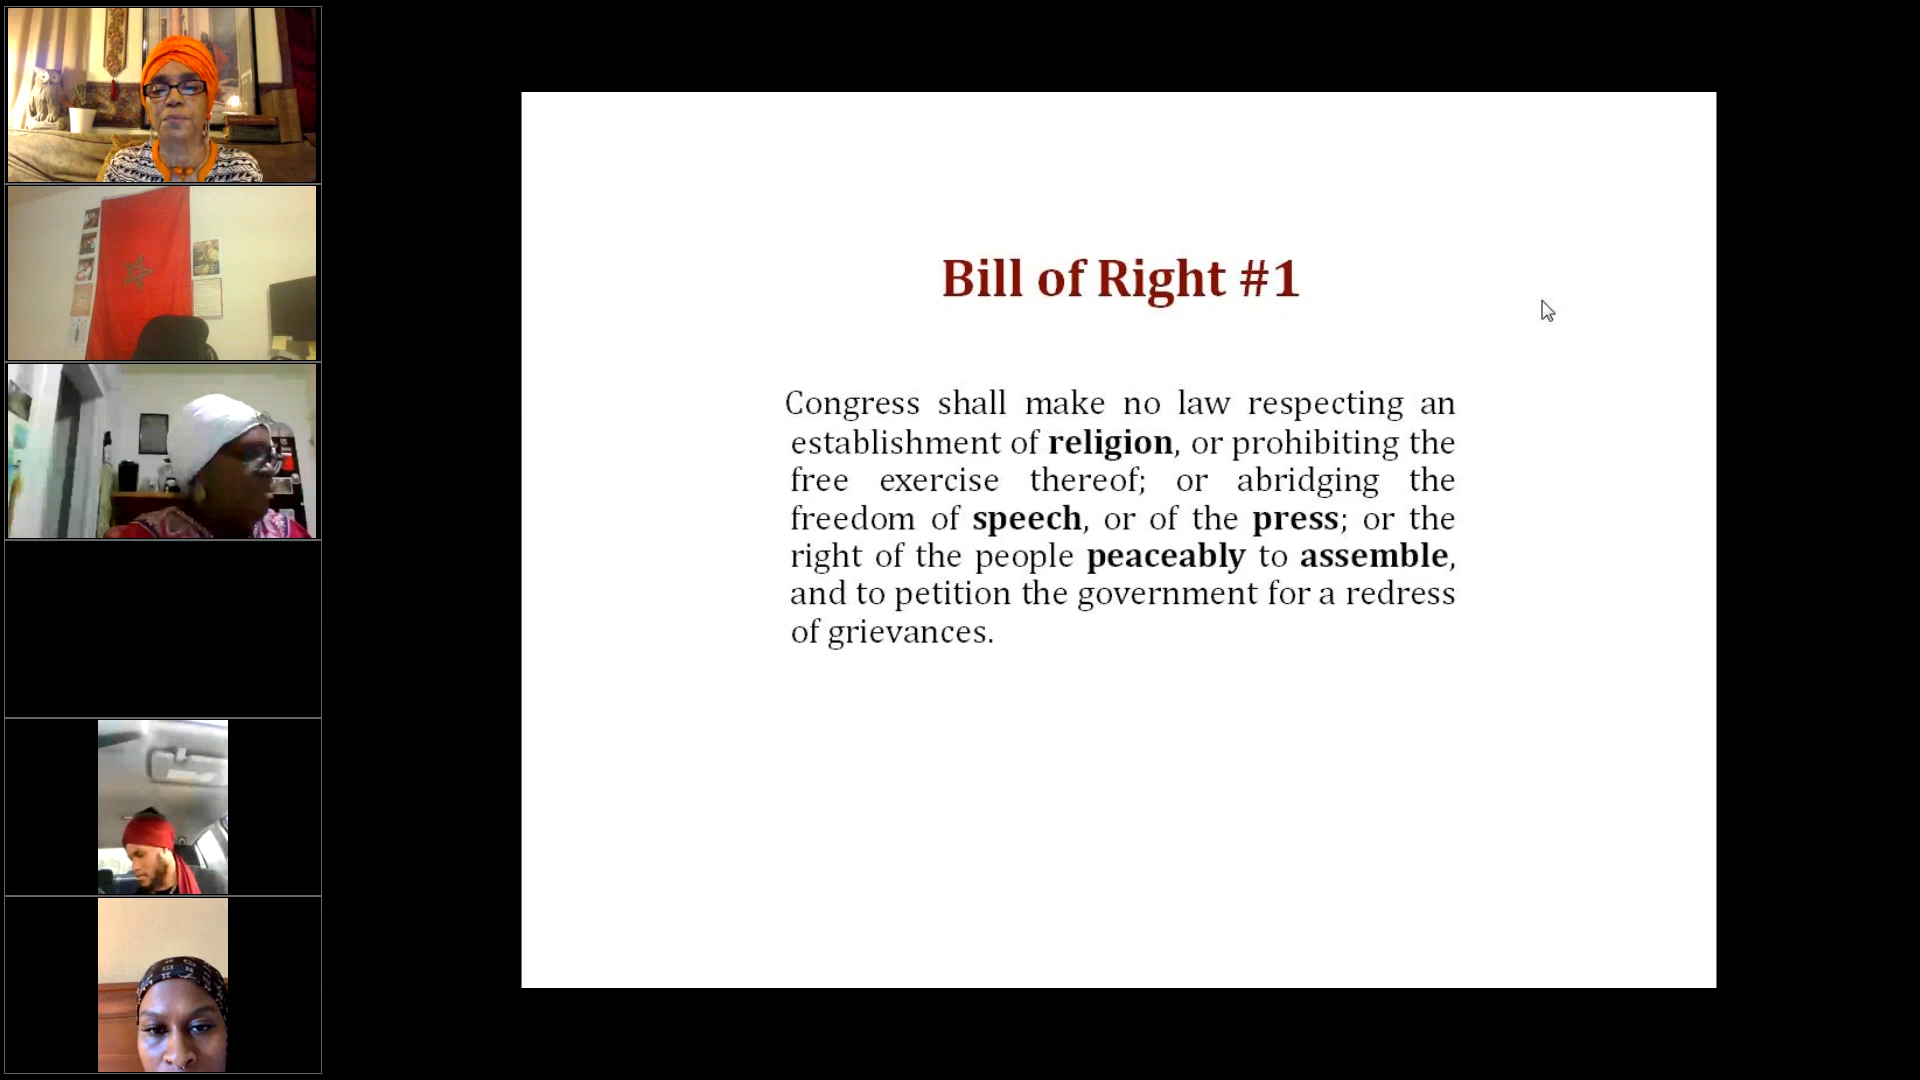 Bill of Right #1
Congress shall make no law respecting an
establishment of religion, or prohibiting the
free exercise thereof; or abridging the
freedom of speech, or of the press; or the
right of the people peaceably to assemble,
and to petition the government for a redress
of grievances.